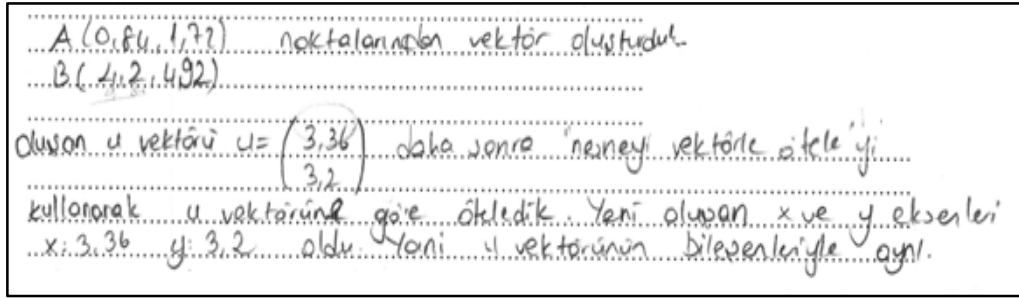 A (0,84, 1,72) noktalarından vektör oluşturduk.
B ( 4,2, 4,92)
oluşan u vektörü u= (3,36
3,2) daha sonra "nesneyi vektörle ötele"yi
kullanarak u vektörüne göre öteledik. Yeni oluşan x ve y eksenleri
x: 3,36 y: 3,2 oldu. Yani u vektörünün bileşenleriyle aynı.